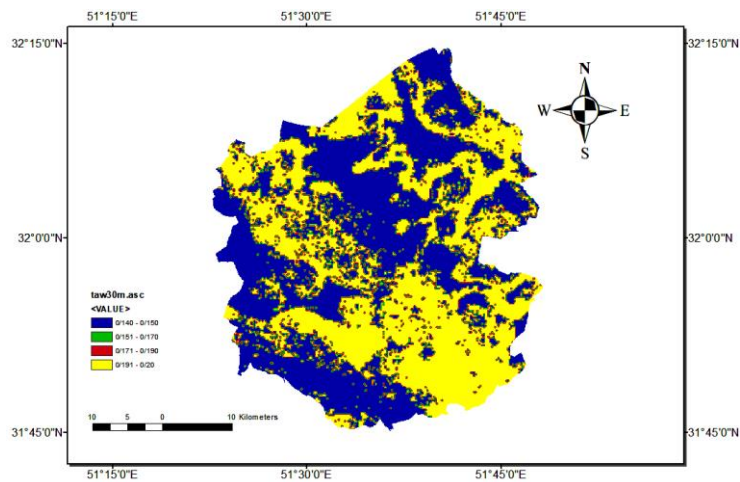 51°15'0"E 51°30'0"E 51°45'0"E
32°15'0"N 32°15'0"N
N
W E
S
32°0'0"N 32°0'0"N
taw30m.asc
<VALUE>
0/140 - 0/150
0/151 - 0/170
0/171 - 0/190
0/191 - 0/20
10 5 0 10 Kilometers
31°45'0"N 31°45'0"N
51°15'0"E 51°30'0"E 51°45'0"E